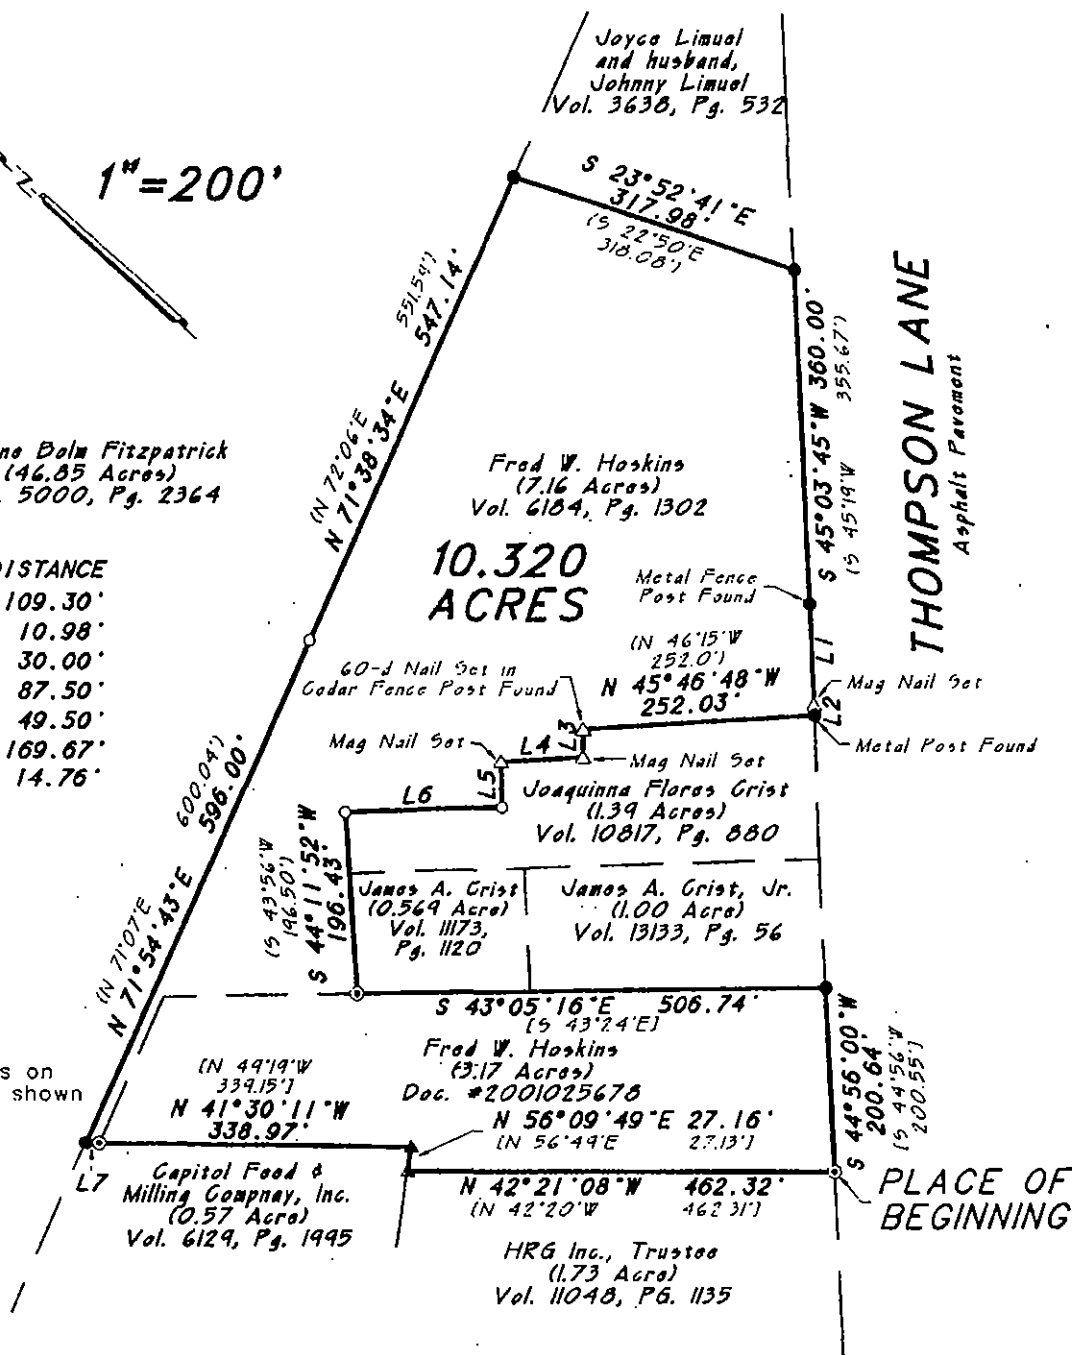 Joyce Limuel
and husband,
Johnny Limuel
Vol. 3638, Pg. 532
1"=200'
S 23°52'41"E
317.98'
(S 22°50'E
318.08')
551.54')
547.14'
(N 72°06'E
N 71°38'34"E
THOMPSON LANE
Asphalt Pavement
S 45°03'45"W 360.00'
(S 45°19'W 355.67')
ne Bolm Fitzpatrick
(46.85 Acres)
. 5000, Pg. 2364
Fred W. Hoskins
(7.16 Acres)
Vol. 6184, Pg. 1302
10.320
ACRES
DISTANCE
109.30'
10.98'
30.00'
87.50'
49.50'
169.67'
14.76'
Metal Fence
Post Found
(N 46°15'W
252.0')
N 45°46'48"W
252.03'
L1
Mag Nail Set
L2
Metal Post Found
60-d Nail Set in
Cedar Fence Post Found
L3
Mag Nail Set
L4
Mag Nail Set
L5
L6
Joaquinna Flores Crist
(1.39 Acres)
Vol. 10817, Pg. 880
600.04')
596.00'
(N 71°07'E
N 71°54'43"E
(S 43°56'W
196.50')
S 44°11'52"W
196.43'
James A. Crist
(0.569 Acre)
Vol. 11173,
Pg. 1120
James A. Crist, Jr.
(1.00 Acre)
Vol. 13133, Pg. 56
S 43°05'16"E 506.74'
[S 43°24'E]
Fred W. Hoskins
(3.17 Acres)
Doc. #2001025678
S 44°56'00"W
200.64'
[S 44°56'W
200.55']
s on
shown
[N 49°19'W
339.15']
N 41°30'11"W
338.97'
N 56°09'49"E 27.16'
[N 56°49'E 27.13']
L7
Capitol Feed &
Milling Compnay, Inc.
(0.57 Acre)
Vol. 6129, Pg. 1995
N 42°21'08"W 462.32'
[N 42°20'W 462.31']
PLACE OF
BEGINNING
HRG Inc., Trustee
(1.73 Acre)
Vol. 11048, PG. 1135